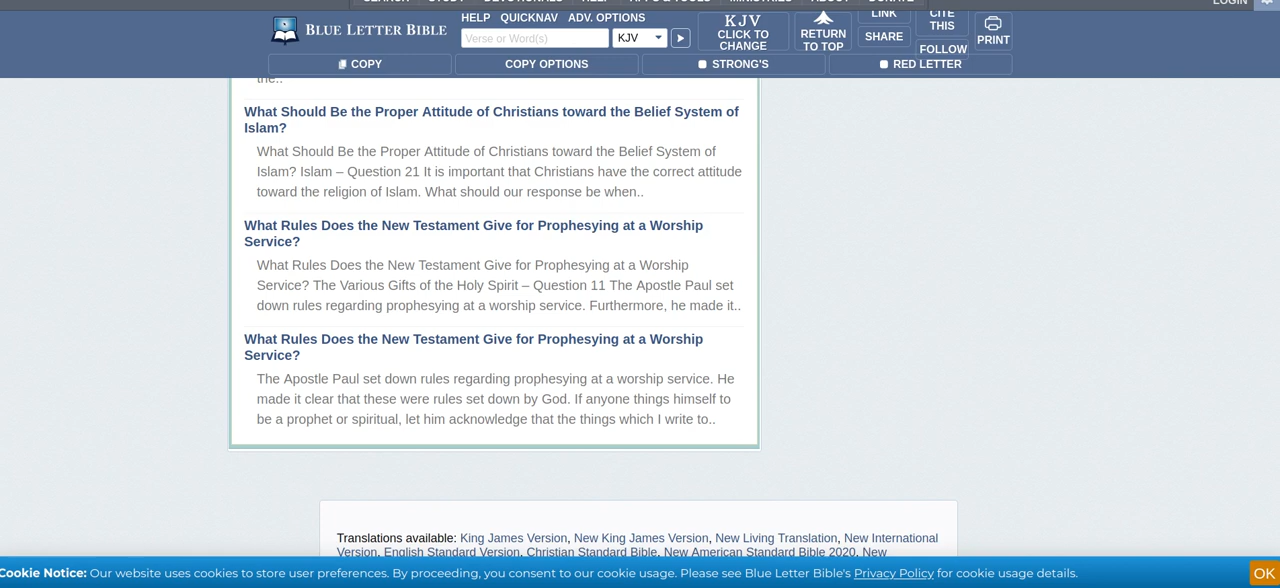 SEARCH STUDY DEVOTIONALS HELP APPS & TOOLS MINISTRIES ABOUT DONATE
LOGIN
BLUE LETTER BIBLE
HELP QUICKNAV ADV. OPTIONS
Verse or Word(s)
KJV
KJV
CLICK TO
CHANGE
RETURN
TO TOP
LINK
SHARE
CITE
THIS
FOLLOW
PRINT
COPY
COPY OPTIONS
STRONG'S
RED LETTER
the..
What Should Be the Proper Attitude of Christians toward the Belief System of
Islam?
What Should Be the Proper Attitude of Christians toward the Belief System of
Islam? Islam – Question 21 It is important that Christians have the correct attitude
toward the religion of Islam. What should our response be when..
What Rules Does the New Testament Give for Prophesying at a Worship
Service?
What Rules Does the New Testament Give for Prophesying at a Worship
Service? The Various Gifts of the Holy Spirit – Question 11 The Apostle Paul set
down rules regarding prophesying at a worship service. Furthermore, he made it..
What Rules Does the New Testament Give for Prophesying at a Worship
Service?
The Apostle Paul set down rules regarding prophesying at a worship service. He
made it clear that these were rules set down by God. If anyone things himself to
be a prophet or spiritual, let him acknowledge that the things which I write to..
Translations available: King James Version, New King James Version, New Living Translation, New International
Version, English Standard Version, Christian Standard Bible, New American Standard Bible 2020, New
Cookie Notice: Our website uses cookies to store user preferences. By proceeding, you consent to our cookie usage. Please see Blue Letter Bible's Privacy Policy for cookie usage details.
OK